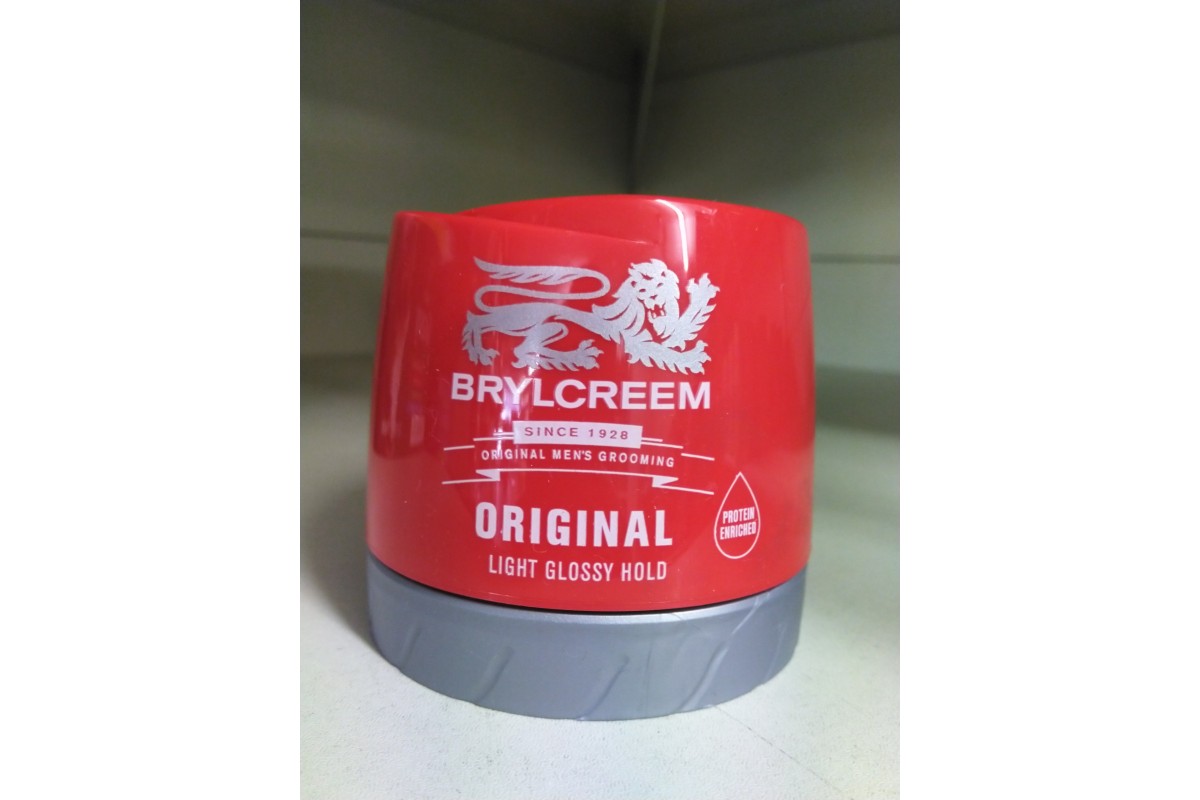 BRYLCREEM
SINCE 1928
ORIGINAL MEN'S GROOMING
ORIGINAL
LIGHT GLOSSY HOLD
PROTEIN
ENRICHED